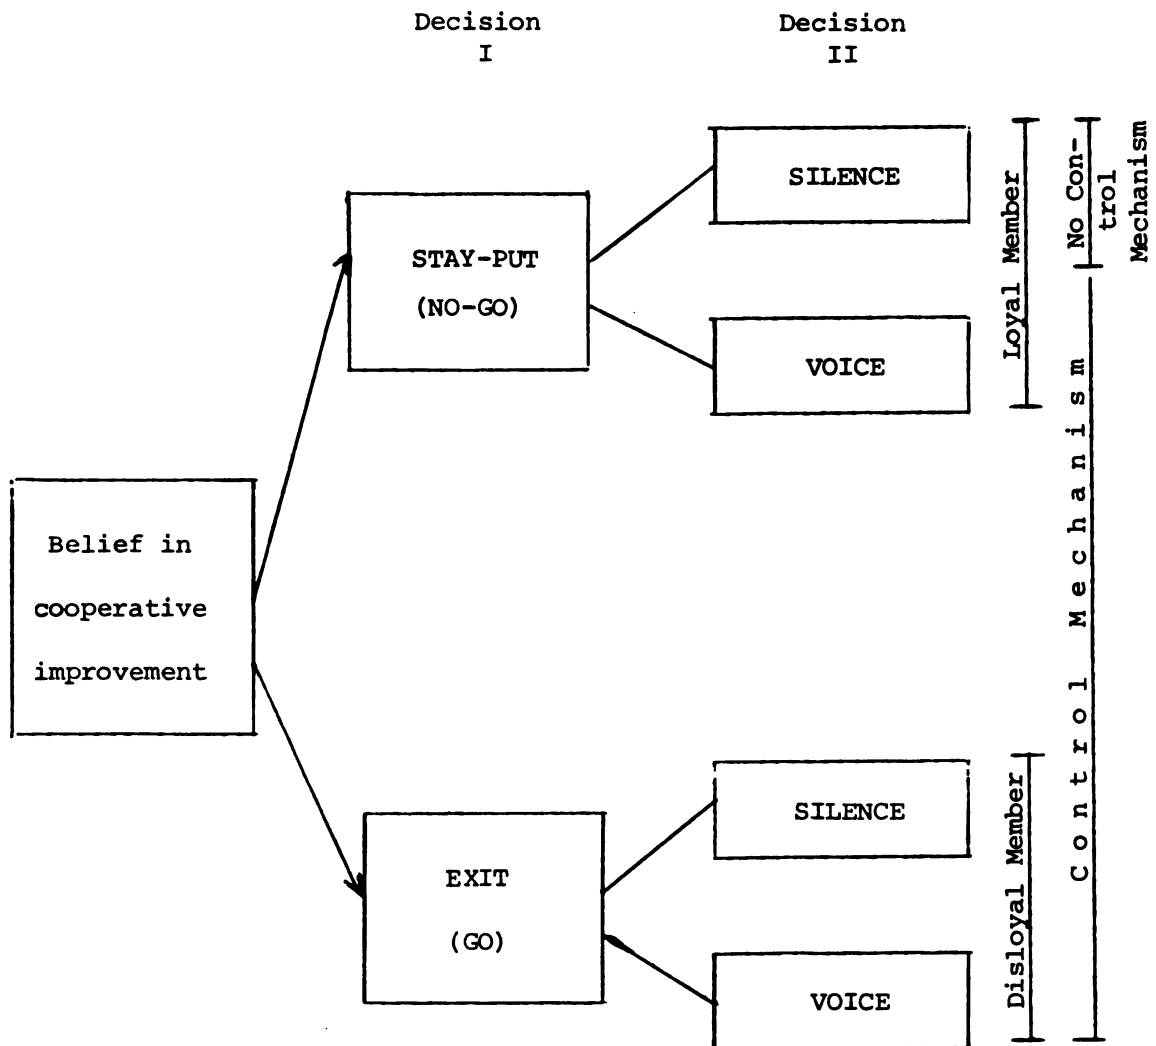 Decision
I
Decision
II
SILENCE
STAY-PUT
(NO-GO)
VOICE
Belief in
cooperative
improvement
SILENCE
EXIT
(GO)
VOICE
Loyal Member
No Con-
trol
Mechanism
Disloyal Member
Control Mechanism